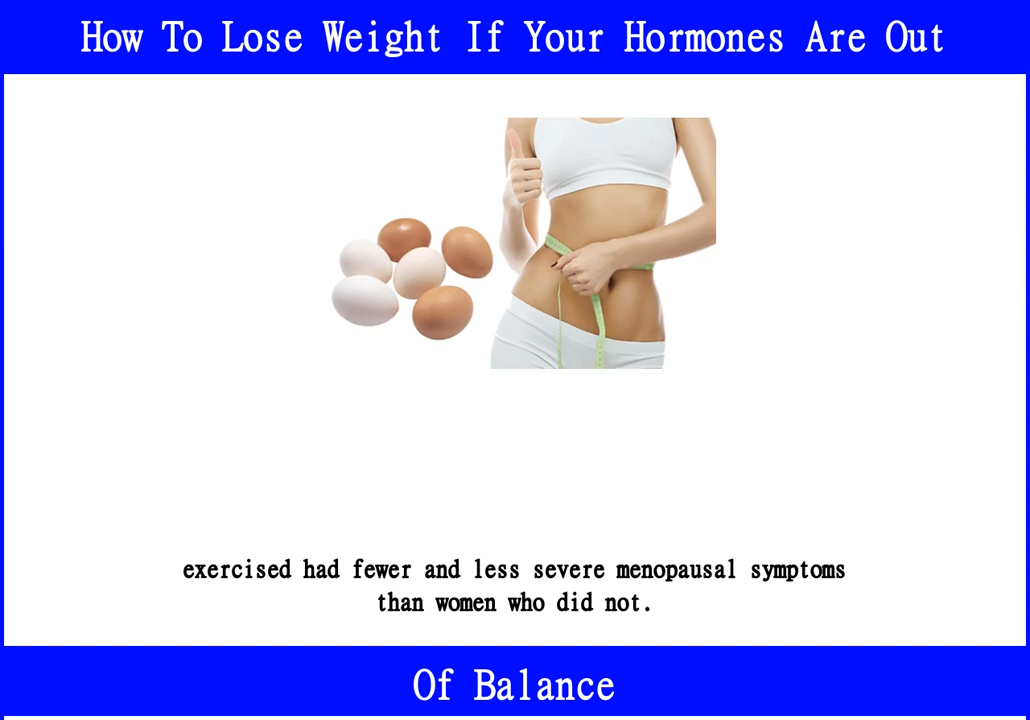 How To Lose Weight If Your Hormones Are Out
exercised had fewer and less severe menopausal symptoms
than women who did not.
Of Balance